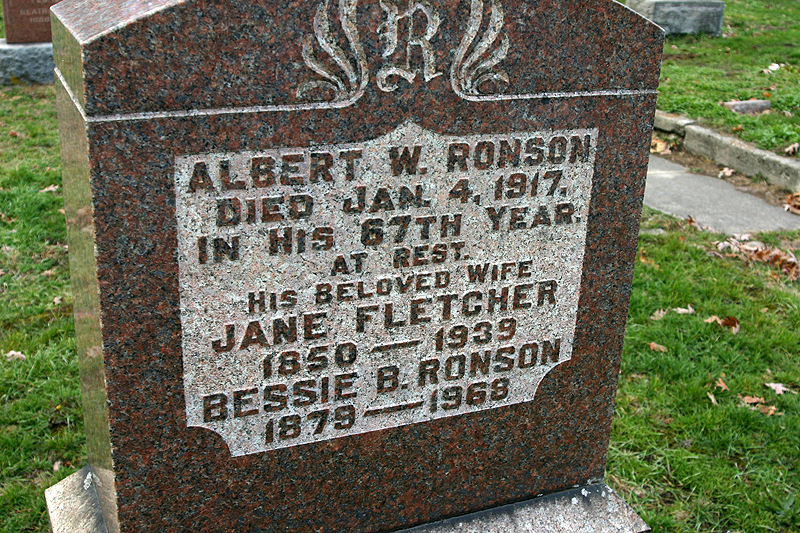 R
ALBERT W. RONSON
DIED JAN. 4, 1917.
IN HIS 67TH YEAR.
AT REST.
HIS BELOVED WIFE
JANE FLETCHER
1850 — 1939
BESSIE B. RONSON
1879 — 1968